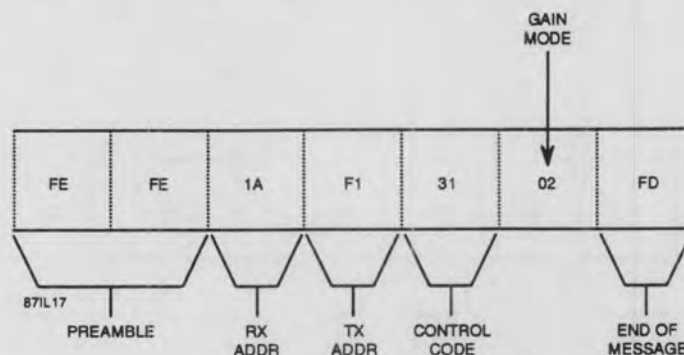 GAIN
MODE
FE FE 1A F1 31 02 FD
87IL17
PREAMBLE
RX
ADDR
TX
ADDR
CONTROL
CODE
END OF
MESSAGE